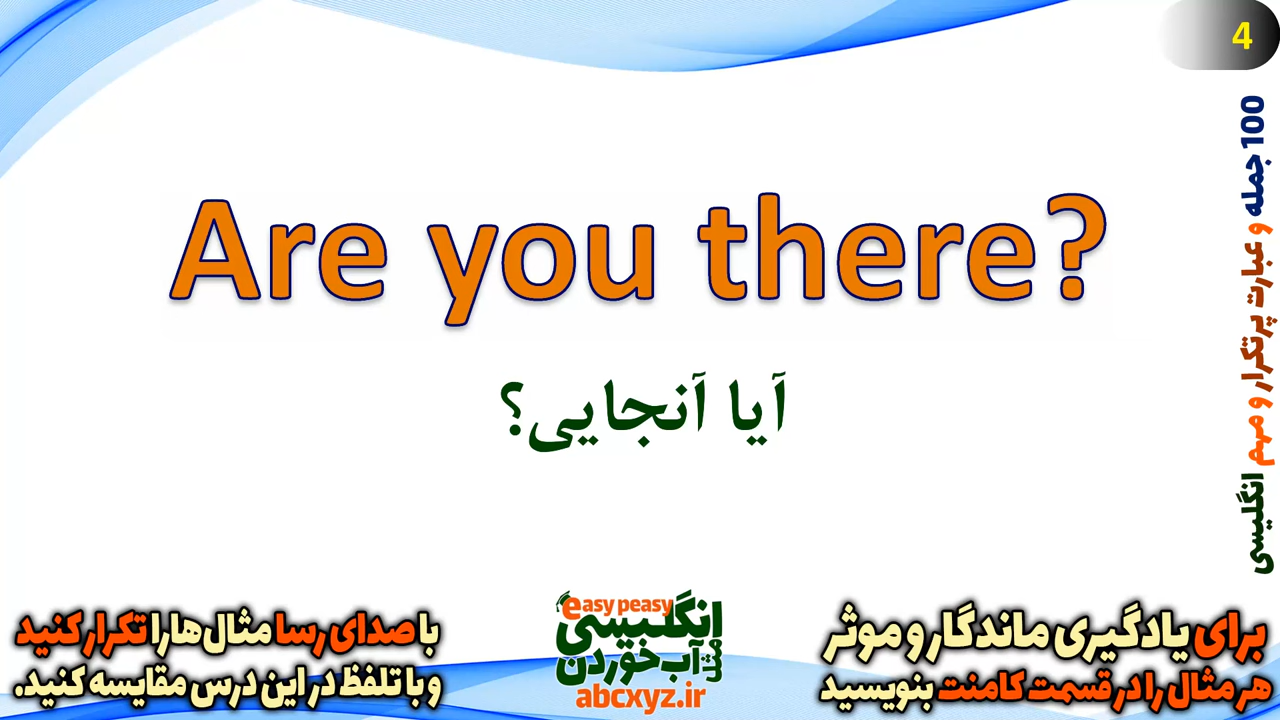 4
100 جمله و عبارت پرتکرار و مهم انگلیسی
Are you there?
آیا آنجایی؟
برای یادگیری ماندگار و موثر
هر مثال را در قسمت کامنت بنویسید
easy peasy
انگلیسی
مثل آب خوردن
abcxyz.ir
با صدای رسا مثال‌ها را تکرار کنید
و با تلفظ در این درس مقایسه کنید.